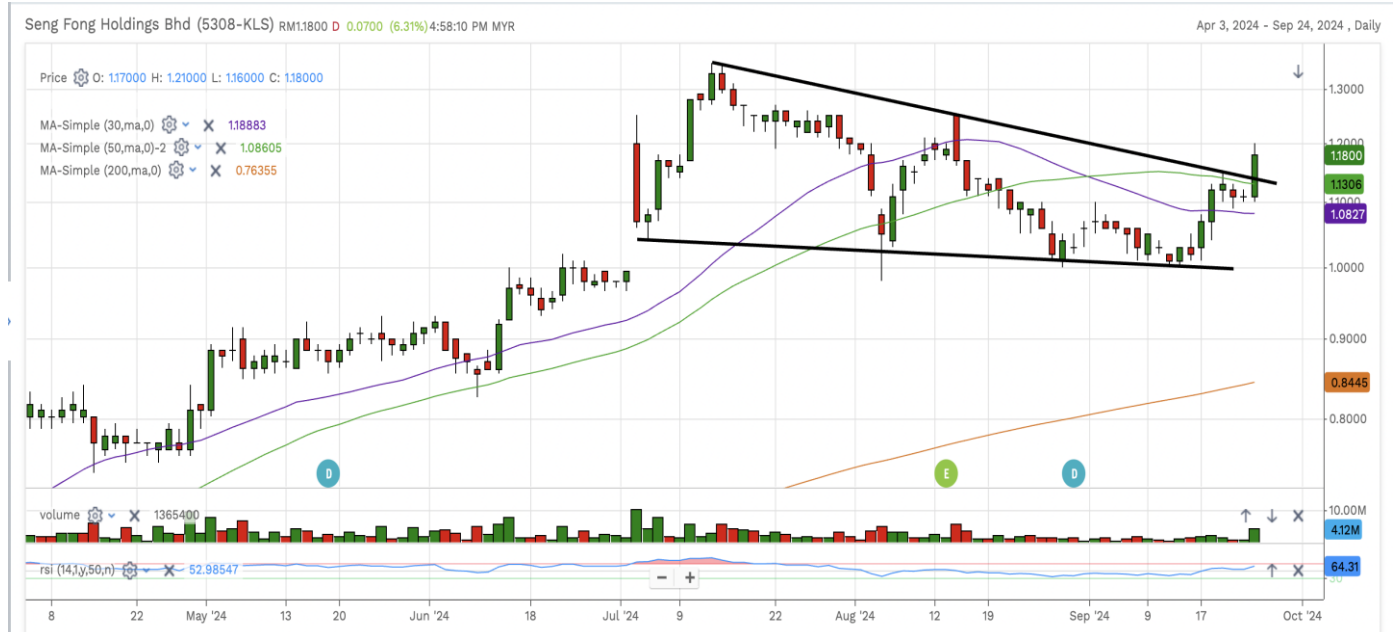 Seng Fong Holdings Bhd (5308-KLS) RM1.1800 D 0.0700 (6.31%) 4:58:10 PM MYR
Apr 3, 2024 - Sep 24, 2024 , Daily
Price O: 1.17000 H: 1.21000 L: 1.16000 C: 1.18000
MA-Simple (30,ma,0) 1.18883
MA-Simple (50,ma,0)-2 1.08605
MA-Simple (200,ma,0) 0.76355
1.3000
1.2000
1.1800
1.1306
1.1000
1.0827
1.0000
0.9000
0.8445
0.8000
D
E
D
volume 1365400
10.00M
4.12M
rsi (14,1,y,50,n) 52.98547
64.31
30
8 22 May '24 13 20 Jun '24 18 Jul '24 9 22 Aug '24 12 19 Sep '24 9 17 Oct '24